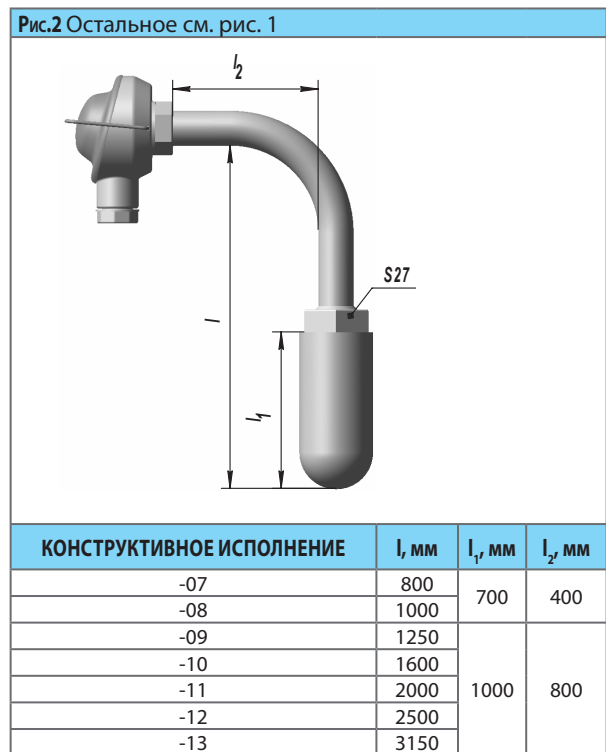 Рис.2 Остальное см. рис. 1
l2
S27
l
l1
КОНСТРУКТИВНОЕ ИСПОЛНЕНИЕ l, мм l1, мм l2, мм
-07 800 700 400
-08 1000
-09 1250 1000 800
-10 1600
-11 2000
-12 2500
-13 3150